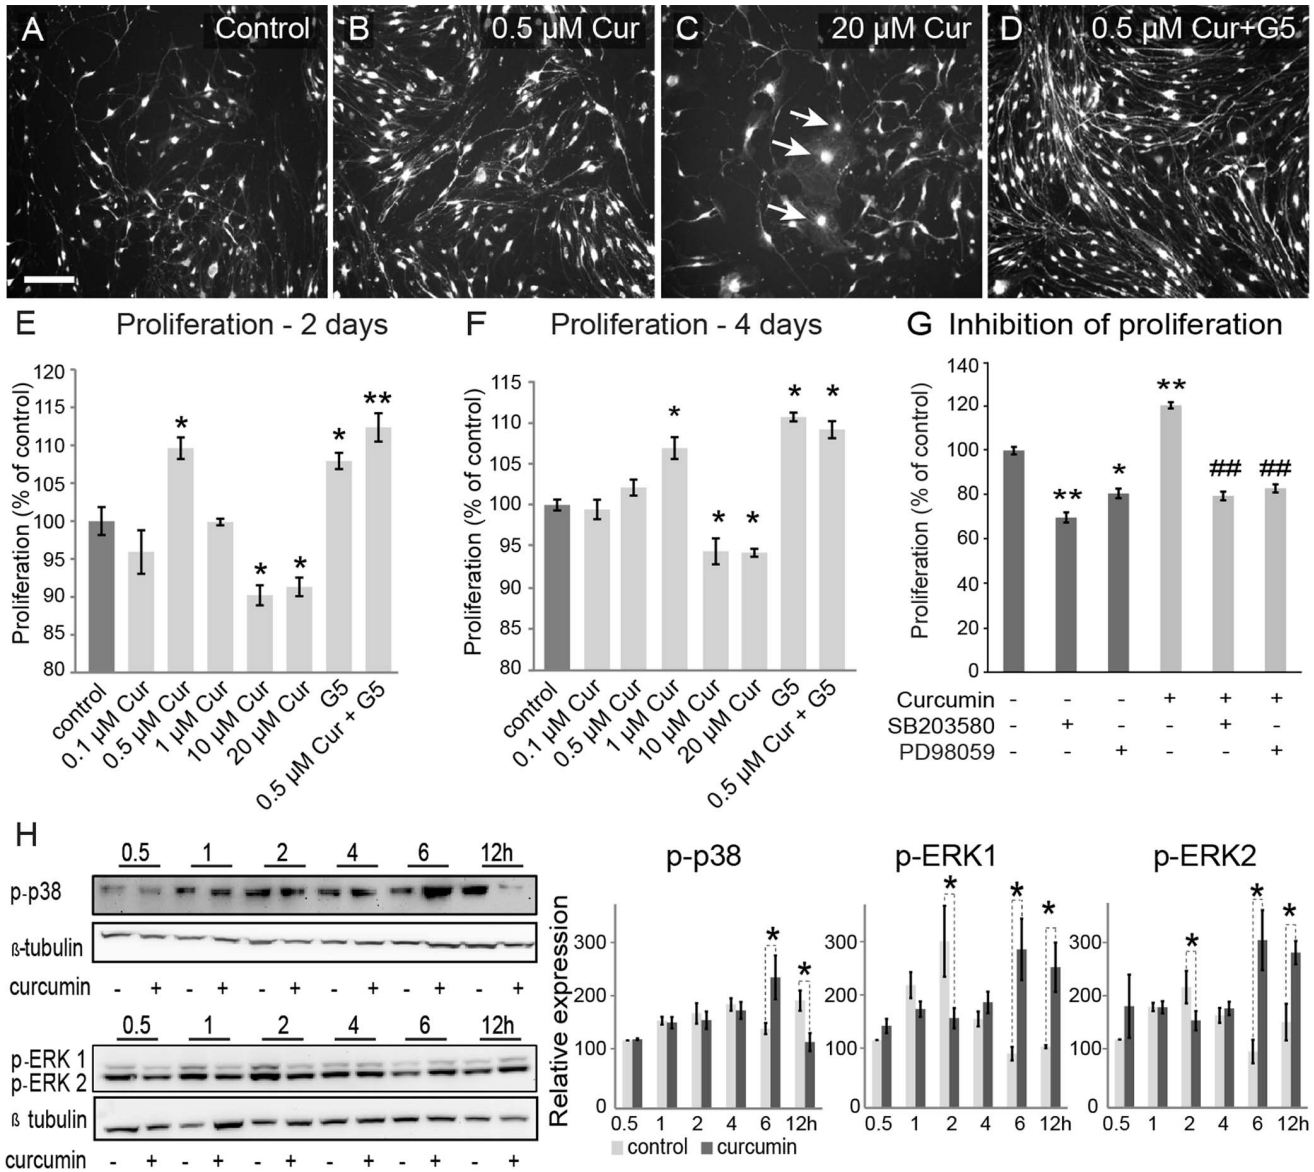 A Control
B 0.5 µM Cur
C 20 µM Cur
D 0.5 µM Cur+G5
E Proliferation - 2 days
Proliferation (% of control)
120
115
110
105
100
95
90
85
80
* * * * **
control
0.1 µM Cur
0.5 µM Cur
1 µM Cur
10 µM Cur
20 µM Cur
G5
0.5 µM Cur + G5
F Proliferation - 4 days
Proliferation (% of control)
115
110
105
100
95
90
85
80
* * * * *
control
0.1 µM Cur
0.5 µM Cur
1 µM Cur
10 µM Cur
20 µM Cur
G5
0.5 µM Cur + G5
G Inhibition of proliferation
Proliferation (% of control)
140
120
100
80
60
40
20
0
** * ** ## ##
Curcumin - - - + + +
SB203580 - + - - + -
PD98059 - - + - - +
H
0.5 1 2 4 6 12h
p-p38
ß-tubulin
curcumin - + - + - + - + - + - +
0.5 1 2 4 6 12h
p-ERK 1
p-ERK 2
ß tubulin
curcumin - + - + - + - + - + - +
Relative expression
p-p38
300
200
100
0
* *
0.5 1 2 4 6 12h
p-ERK1
300
200
100
0
* * *
0.5 1 2 4 6 12h
p-ERK2
300
200
100
0
* * *
0.5 1 2 4 6 12h
control curcumin